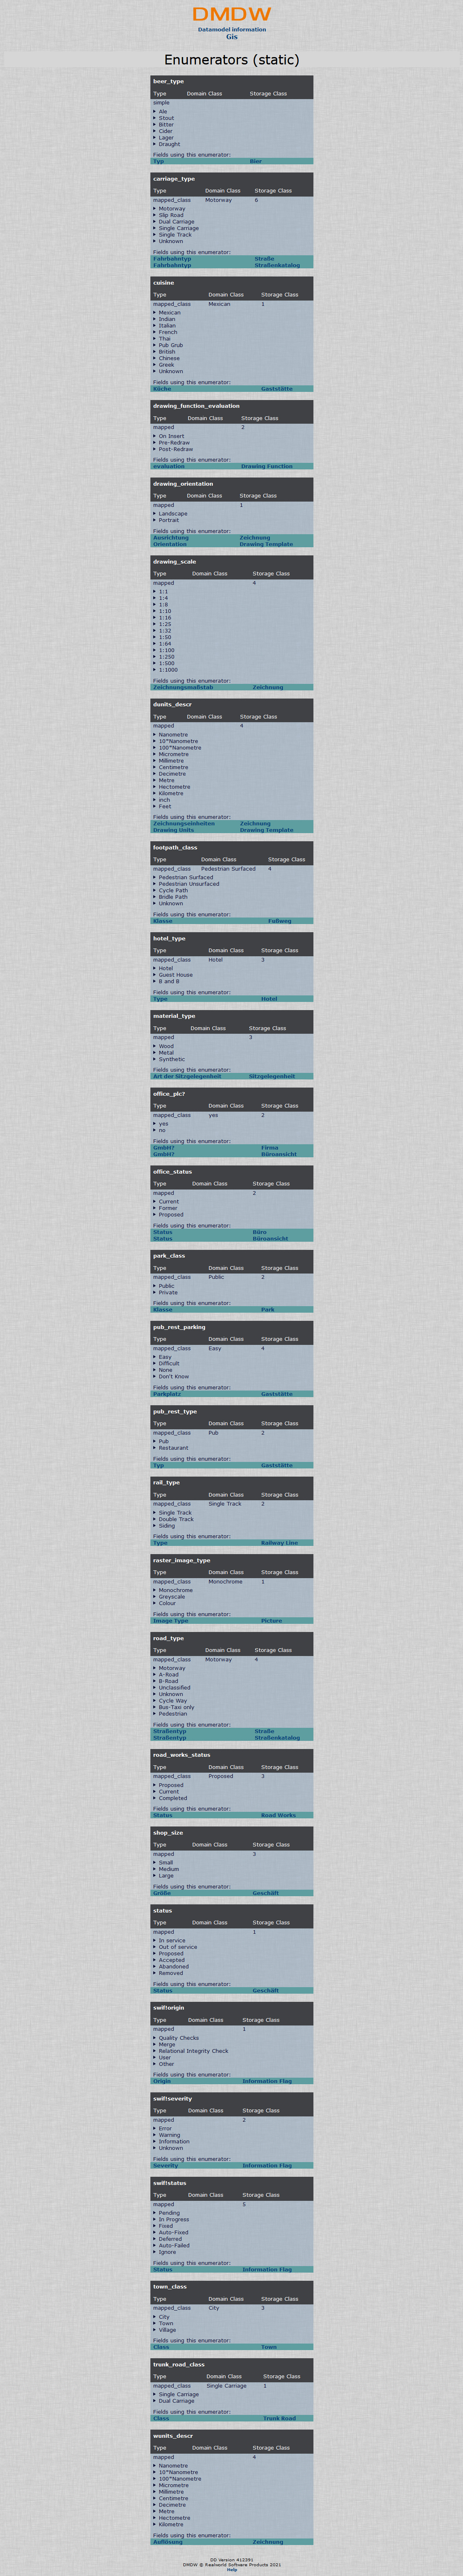 DMDW
Datamodel information
Gis
Enumerators (static)
beer_type
Type Domain Class Storage Class
simple
Ale
Stout
Bitter
Cider
Lager
Draught
Fields using this enumerator:
Typ Bier
carriage_type
Type Domain Class Storage Class
mapped_class Motorway 6
Motorway
Slip Road
Dual Carriage
Single Carriage
Single Track
Unknown
Fields using this enumerator:
Fahrbahntyp Straße
Fahrbahntyp Straßenkatalog
cuisine
Type Domain Class Storage Class
mapped_class Mexican 1
Mexican
Indian
Italian
French
Thai
Pub Grub
British
Chinese
Greek
Unknown
Fields using this enumerator:
Küche Gaststätte
drawing_function_evaluation
Type Domain Class Storage Class
mapped 2
On Insert
Pre-Redraw
Post-Redraw
Fields using this enumerator:
evaluation Drawing Function
drawing_orientation
Type Domain Class Storage Class
mapped 1
Landscape
Portrait
Fields using this enumerator:
Ausrichtung Zeichnung
Orientation Drawing Template
drawing_scale
Type Domain Class Storage Class
mapped 4
1:1
1:4
1:8
1:10
1:16
1:25
1:32
1:50
1:64
1:100
1:250
1:500
1:1000
Fields using this enumerator:
Zeichnungsmaßstab Zeichnung
dunits_descr
Type Domain Class Storage Class
mapped 4
Nanometre
10*Nanometre
100*Nanometre
Micrometre
Millimetre
Centimetre
Decimetre
Metre
Hectometre
Kilometre
inch
Feet
Fields using this enumerator:
Zeichnungseinheiten Zeichnung
Drawing Units Drawing Template
footpath_class
Type Domain Class Storage Class
mapped_class Pedestrian Surfaced 4
Pedestrian Surfaced
Pedestrian Unsurfaced
Cycle Path
Bridle Path
Unknown
Fields using this enumerator:
Klasse Fußweg
hotel_type
Type Domain Class Storage Class
mapped_class Hotel 3
Hotel
Guest House
B and B
Fields using this enumerator:
Type Hotel
material_type
Type Domain Class Storage Class
mapped 3
Wood
Metal
Synthetic
Fields using this enumerator:
Art der Sitzgelegenheit Sitzgelegenheit
office_plc?
Type Domain Class Storage Class
mapped_class yes 2
yes
no
Fields using this enumerator:
GmbH? Firma
GmbH? Büroansicht
office_states
Type Domain Class Storage Class
mapped 2
Current
Former
Proposed
Fields using this enumerator:
Status Büro
Status Büroansicht
park_class
Type Domain Class Storage Class
mapped_class Public 2
Public
Private
Fields using this enumerator:
Klasse Park
pub_rest_parking
Type Domain Class Storage Class
mapped_class Easy 4
Easy
Difficult
None
Don't Know
Fields using this enumerator:
Parkplatz Gaststätte
pub_rest_type
Type Domain Class Storage Class
mapped_class Pub 2
Pub
Restaurant
Fields using this enumerator:
Typ Gaststätte
rail_type
Type Domain Class Storage Class
mapped_class Single Track 2
Single Track
Double Track
Siding
Fields using this enumerator:
Type Railway Line
raster_image_type
Type Domain Class Storage Class
mapped_class Monochrome 1
Monochrome
Greyscale
Colour
Fields using this enumerator:
Image Type Picture
road_type
Type Domain Class Storage Class
mapped_class Motorway 4
Motorway
A-Road
B-Road
Unclassified
Unknown
Cycle Way
Bus-Taxi only
Pedestrian
Fields using this enumerator:
Straßentyp Straße
Straßentyp Straßenkatalog
road_works_status
Type Domain Class Storage Class
mapped_class Proposed 3
Proposed
Current
Completed
Fields using this enumerator:
Status Road Works
shop_size
Type Domain Class Storage Class
mapped 3
Small
Medium
Large
Fields using this enumerator:
Größe Geschäft
status
Type Domain Class Storage Class
mapped 1
In service
Out of service
Proposed
Accepted
Abandoned
Removed
Fields using this enumerator:
Status Geschäft
swif!origin
Type Domain Class Storage Class
mapped 1
Quality Checks
Merge
Relational Integrity Check
User
Other
Fields using this enumerator:
Origin Information Flag
swif!severity
Type Domain Class Storage Class
mapped 2
Error
Warning
Information
Unknown
Fields using this enumerator:
Severity Information Flag
swif!status
Type Domain Class Storage Class
mapped 5
Pending
In Progress
Fixed
Auto-Fixed
Deferred
Auto-Failed
Ignore
Fields using this enumerator:
Status Information Flag
town_class
Type Domain Class Storage Class
mapped_class City 3
City
Town
Village
Fields using this enumerator:
Class Town
trunk_road_class
Type Domain Class Storage Class
mapped_class Single Carriage 1
Single Carriage
Dual Carriage
Fields using this enumerator:
Class Trunk Road
wunits_descr
Type Domain Class Storage Class
mapped 4
Nanometre
10*Nanometre
100*Nanometre
Micrometre
Millimetre
Centimetre
Decimetre
Metre
Hectometre
Kilometre
Fields using this enumerator:
Auflösung Zeichnung
DD Version 412391
DMDW © Realworld Software Products 2021
Help